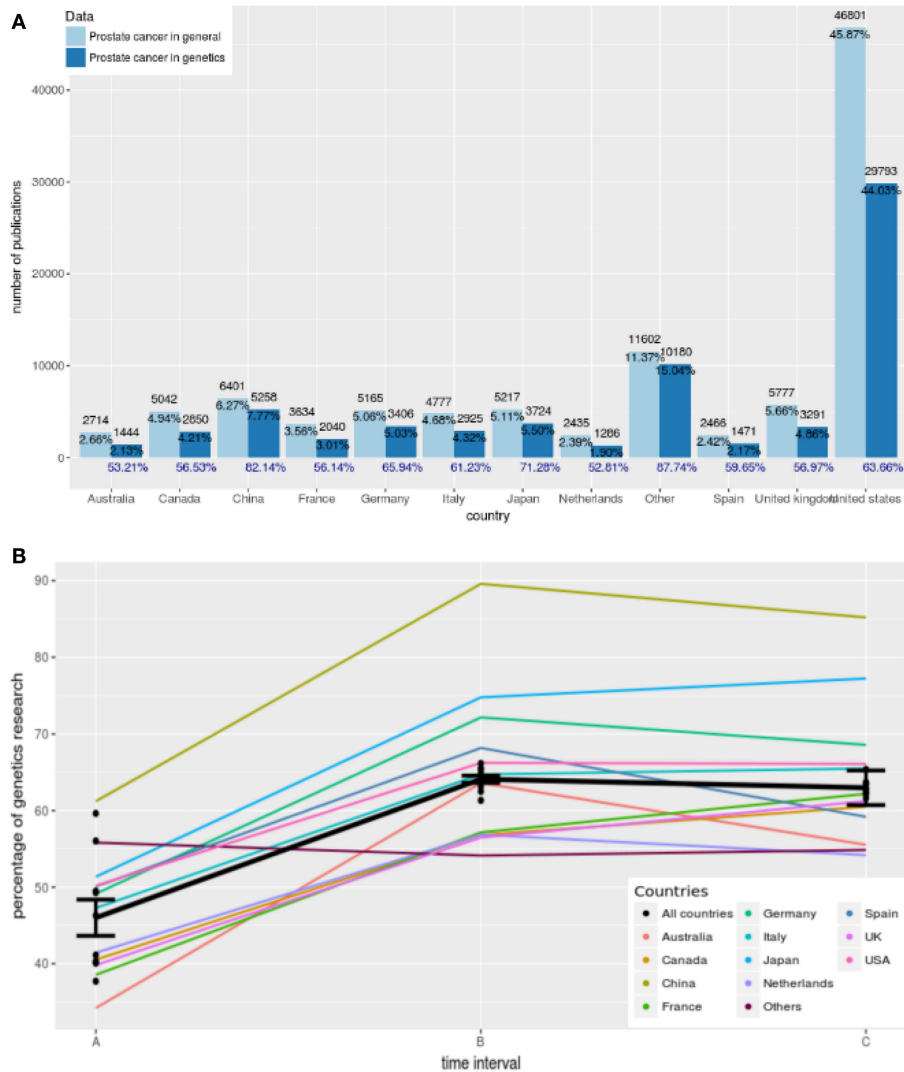 A
Data
Prostate cancer in general
Prostate cancer in genetics
number of publications
40000
30000
20000
10000
0
2714
2.66%
1444
2.13%
53.21%
5042
4.94%
2850
4.21%
56.53%
6401
6.27%
5258
7.77%
82.14%
3634
3.56%
2040
3.01%
56.14%
5165
5.06%
3406
5.03%
65.94%
4777
4.68%
2925
4.32%
61.23%
5217
5.11%
3724
5.50%
71.28%
2435
2.39%
1286
1.90%
52.81%
11602
11.37%
10180
15.04%
87.74%
2466
2.42%
1471
2.17%
59.65%
5777
5.66%
3291
4.86%
56.97%
46801
45.87%
29793
44.03%
63.66%
Australia
Canada
China
France
Germany
Italy
Japan
Netherlands
Other
Spain
United kingdom
United states
country
B
percentage of genetics research
90
80
70
60
50
40
Countries
All countries
Australia
Canada
China
France
Germany
Italy
Japan
Netherlands
Others
Spain
UK
USA
A
B
C
time interval